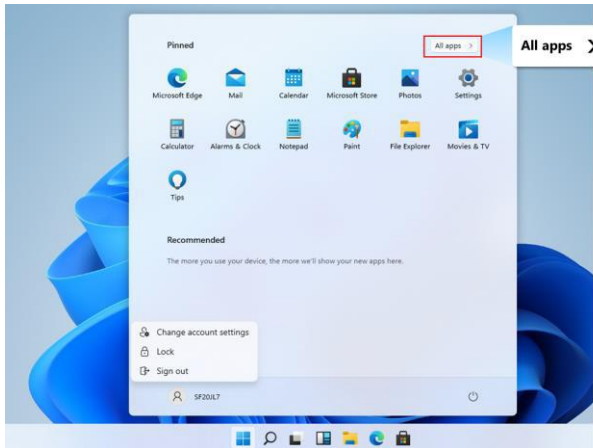 Pinned
All apps >
All apps >
Microsoft Edge
Mail
Calendar
Microsoft Store
Photos
Settings
Calculator
Alarms & Clock
Notepad
Paint
File Explorer
Movies & TV
Tips
Recommended
The more you use your device, the more we'll show your new apps here.
Change account settings
Lock
Sign out
SF20JL7